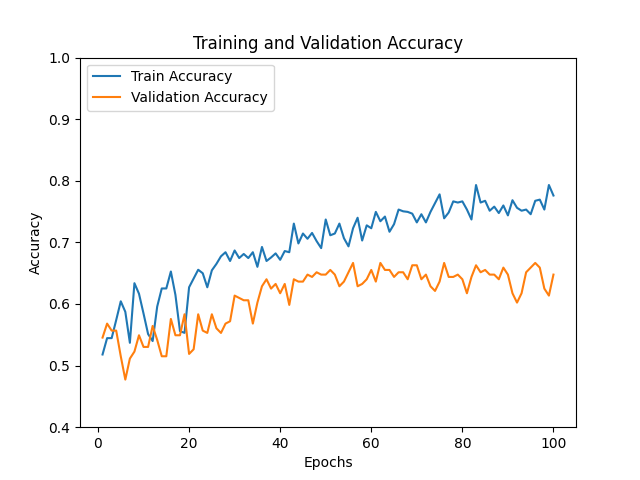 Training and Validation Accuracy
Train Accuracy
Validation Accuracy
1.0
0.9
0.8
0.7
0.6
0.5
0.4
Accuracy
0 20 40 60 80 100
Epochs